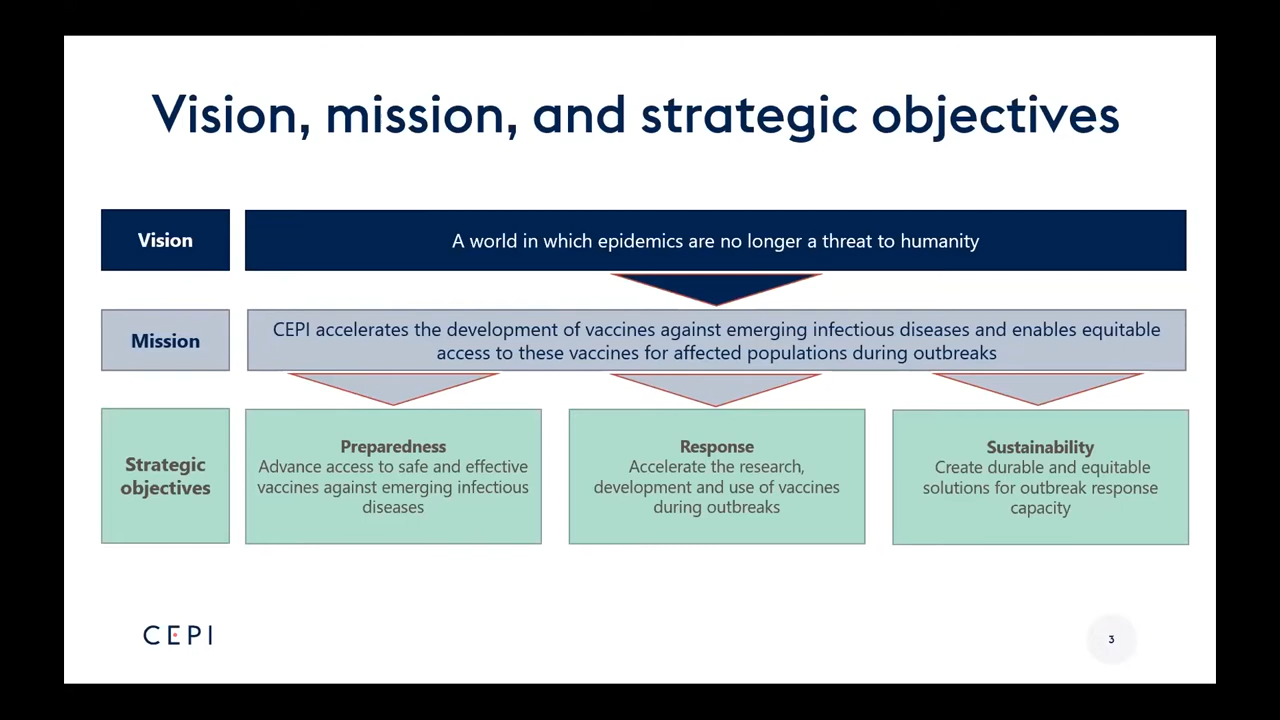 Vision, mission, and strategic objectives
Vision
A world in which epidemics are no longer a threat to humanity
Mission
CEPI accelerates the development of vaccines against emerging infectious diseases and enables equitable
access to these vaccines for affected populations during outbreaks
Strategic
objectives
Preparedness
Advance access to safe and effective
vaccines against emerging infectious
diseases
Response
Accelerate the research,
development and use of vaccines
during outbreaks
Sustainability
Create durable and equitable
solutions for outbreak response
capacity
CEPI
3